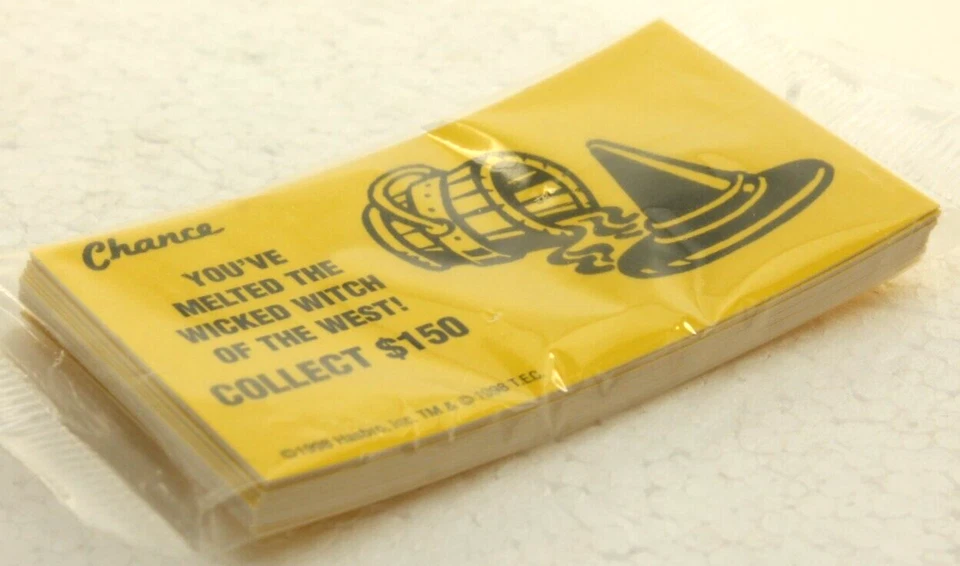 Chance
YOU'VE
MELTED THE
WICKED WITCH
OF THE WEST!
COLLECT $150
©1998 Hasbro, Inc. TM & © 1998 T.E.C.